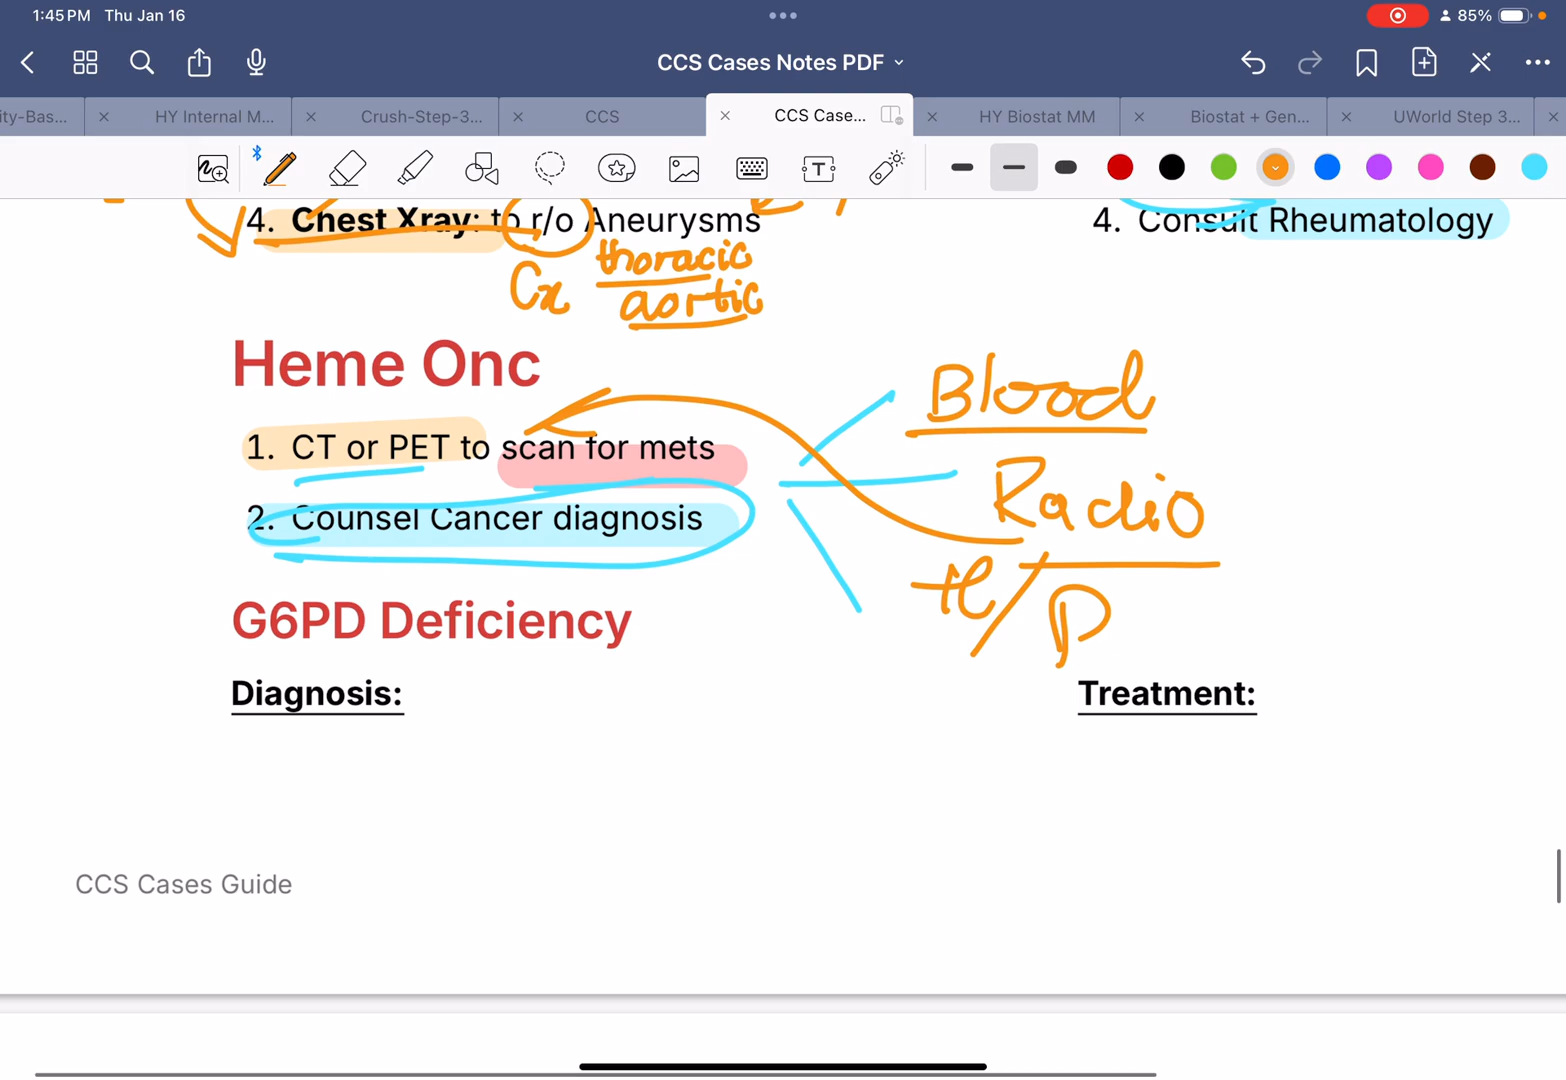 1:45 PM Thu Jan 16
85%
CCS Cases Notes PDF
ity-Bas...
HY Internal M...
Crush-Step-3...
CCS
CCS Case...
HY Biostat MM
Biostat + Gen...
UWorld Step 3...
4. Chest Xray: to r/o Aneurysms
4. Consult Rheumatology
Cx thoracic
aortic
Heme Onc
Blood
1. CT or PET to scan for mets
Radio
2. Counsel Cancer diagnosis
H/P
G6PD Deficiency
Diagnosis:
Treatment:
CCS Cases Guide